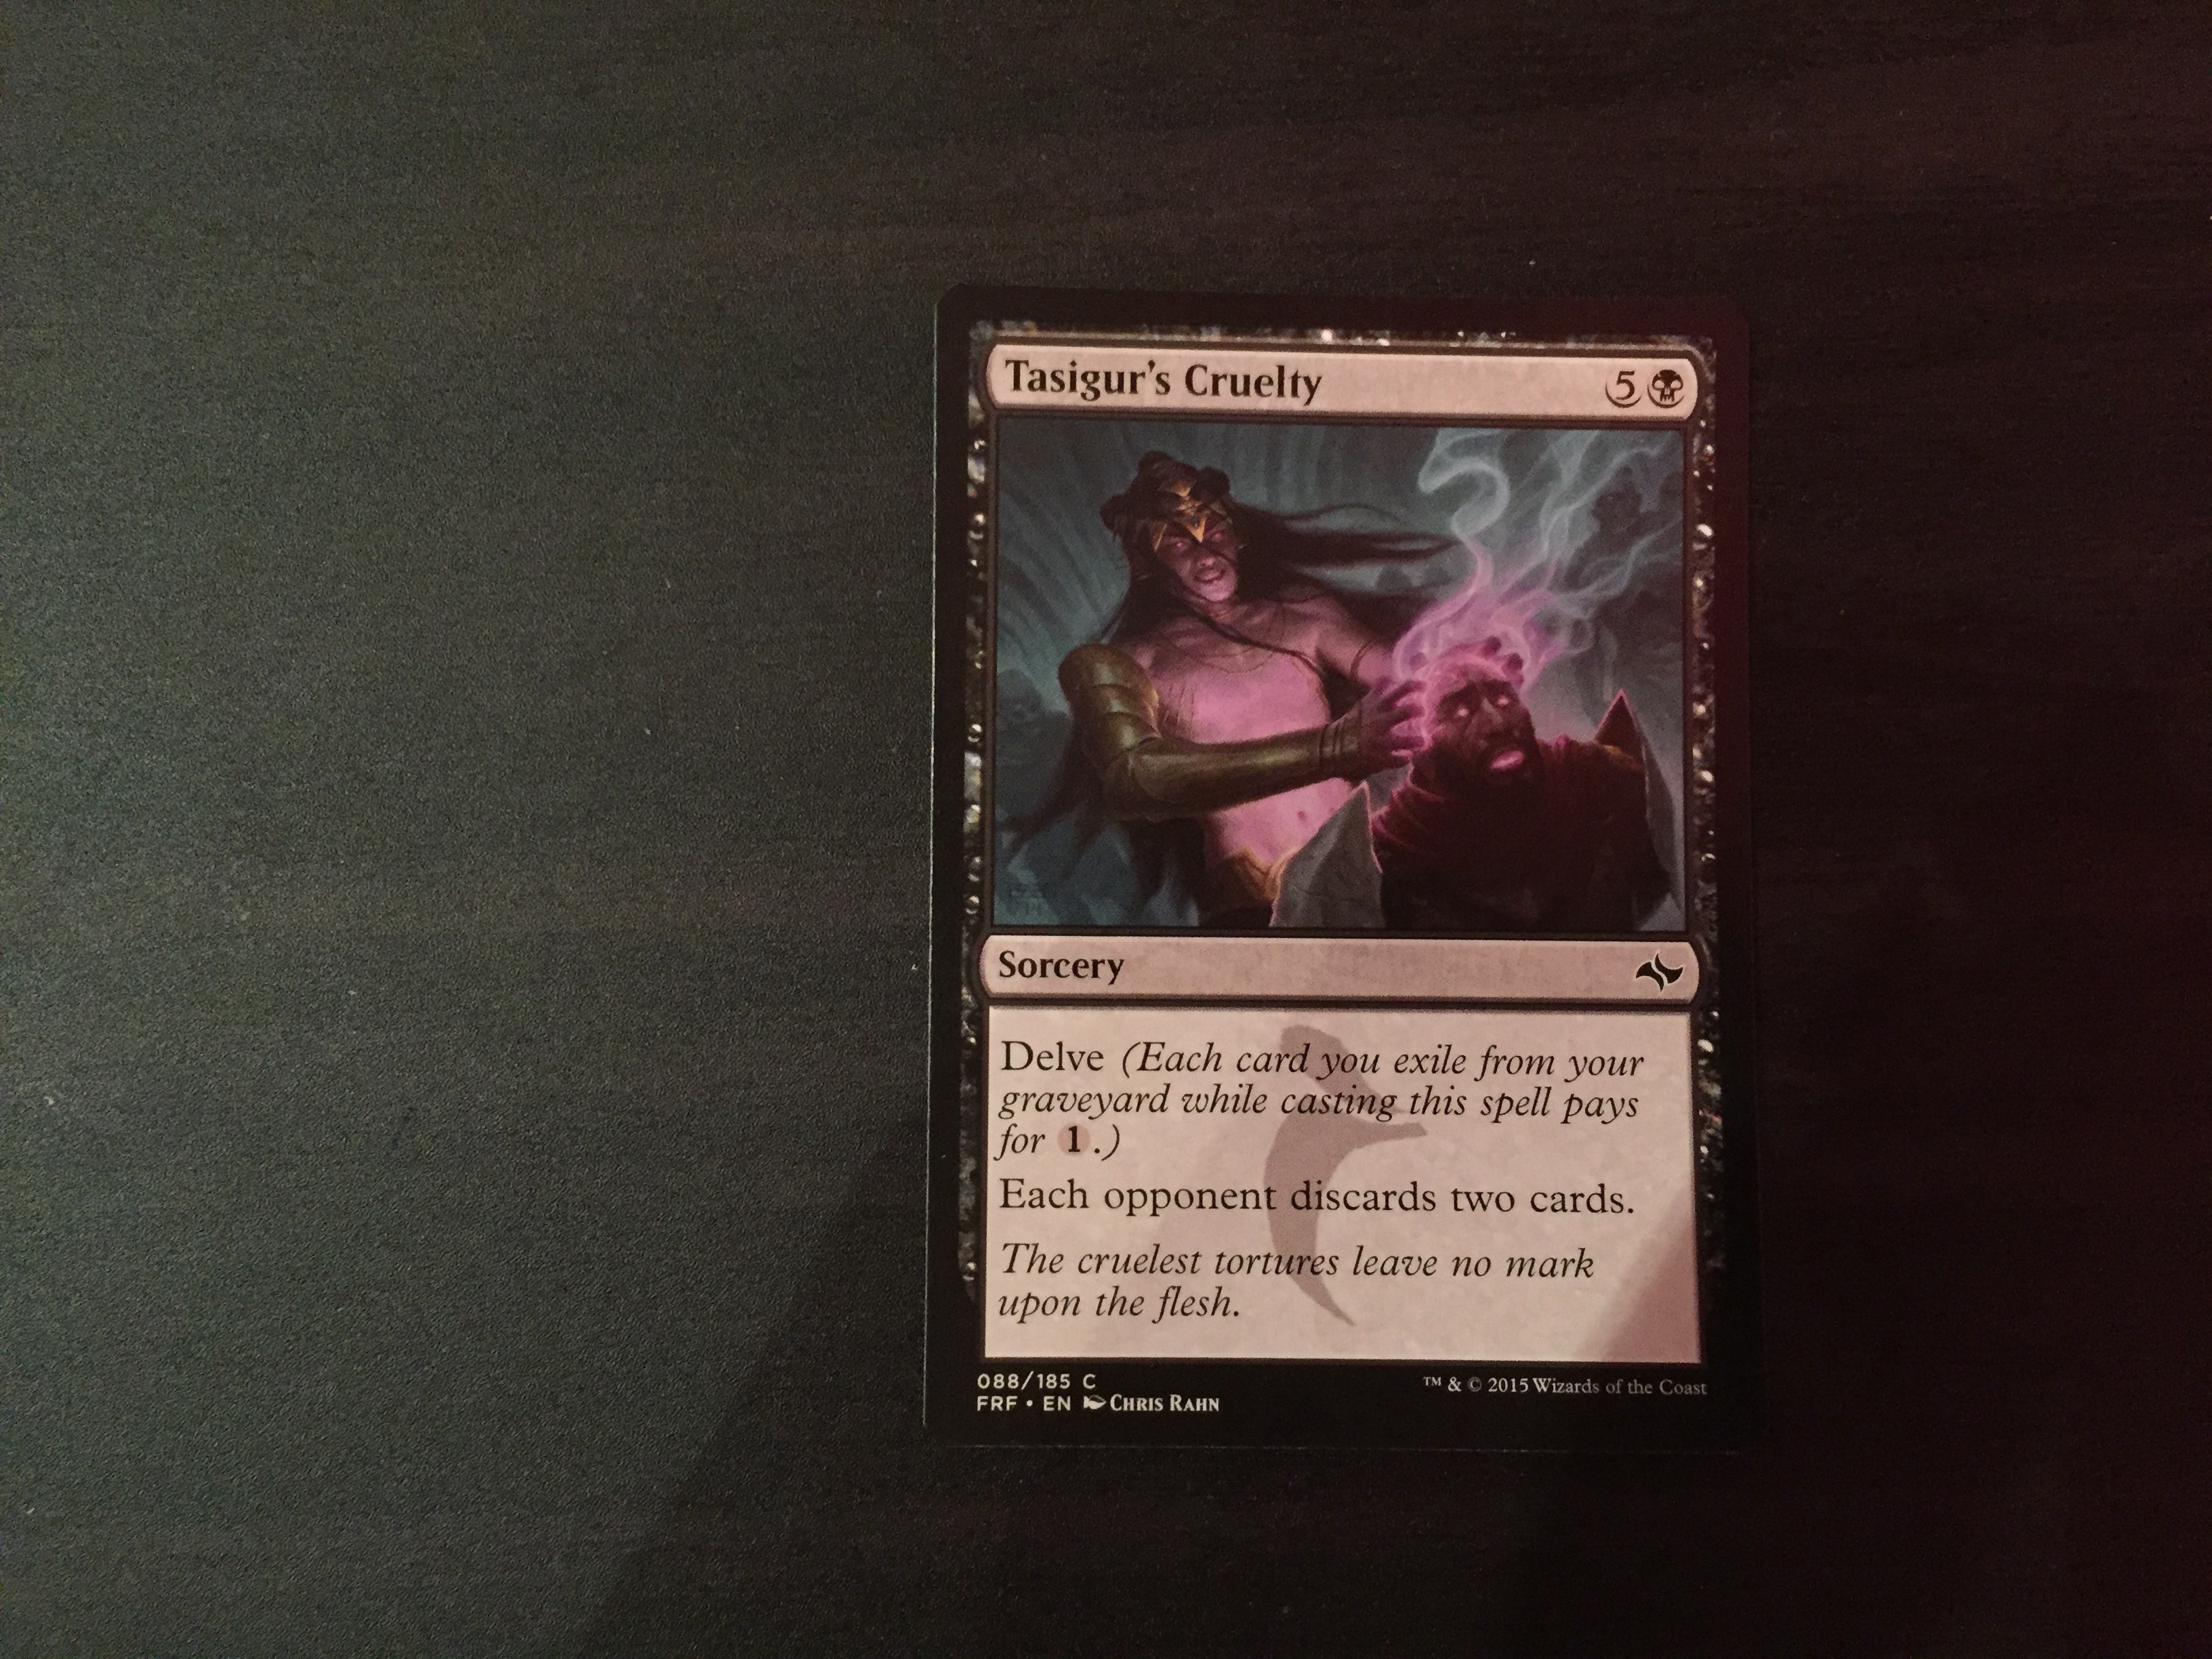 Tasigur's Cruelty 5
Sorcery
Delve (Each card you exile from your
graveyard while casting this spell pays
for 1.)
Each opponent discards two cards.
The cruelest tortures leave no mark
upon the flesh.
088/185 C
FRF • EN CHRIS RAHN
™ & © 2015 Wizards of the Coast